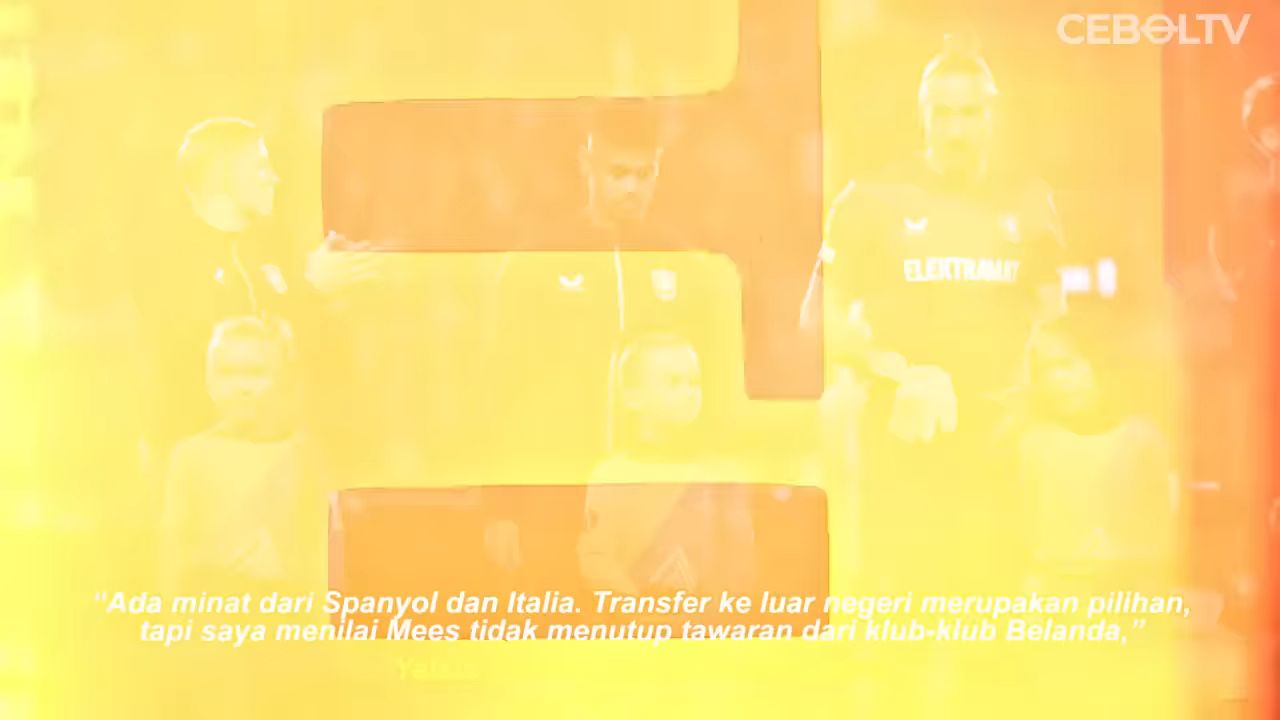 CEBOLTV
ELEKTRAMAT
"Ada minat dari Spanyol dan Italia. Transfer ke luar negeri merupakan pilihan,
tapi saya menilai Mees tidak menutup tawaran dari klub-klub Belanda,"